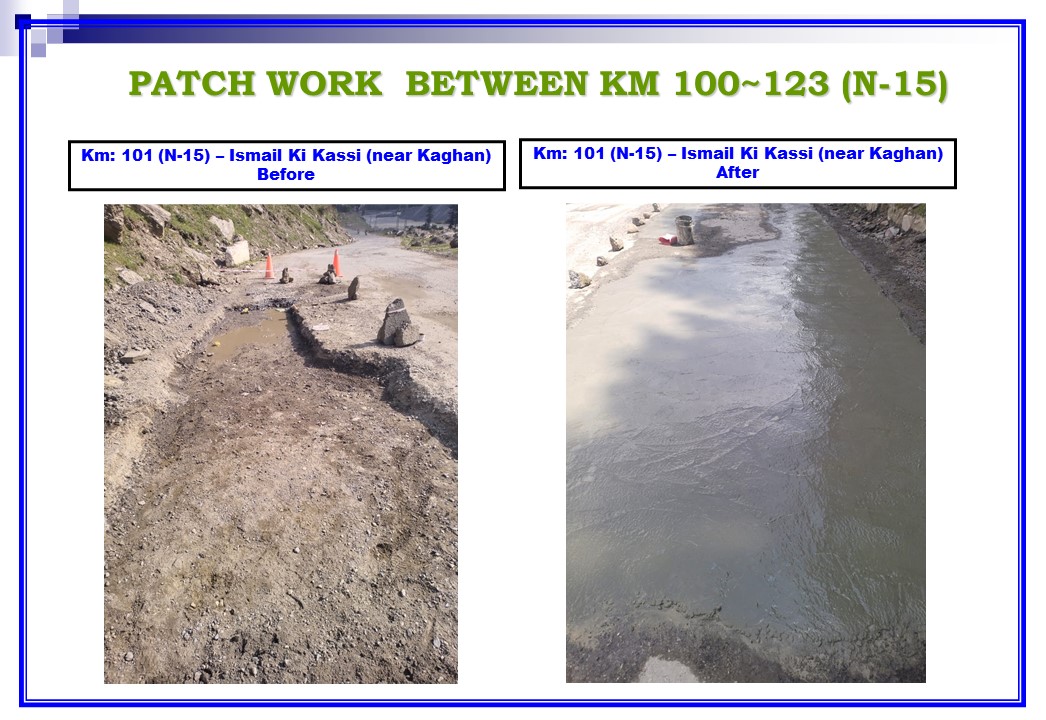 PATCH WORK  BETWEEN KM 100~123 (N-15)
Km: 101 (N-15) – Ismail Ki Kassi (near Kaghan)
Before
Km: 101 (N-15) – Ismail Ki Kassi (near Kaghan)
After